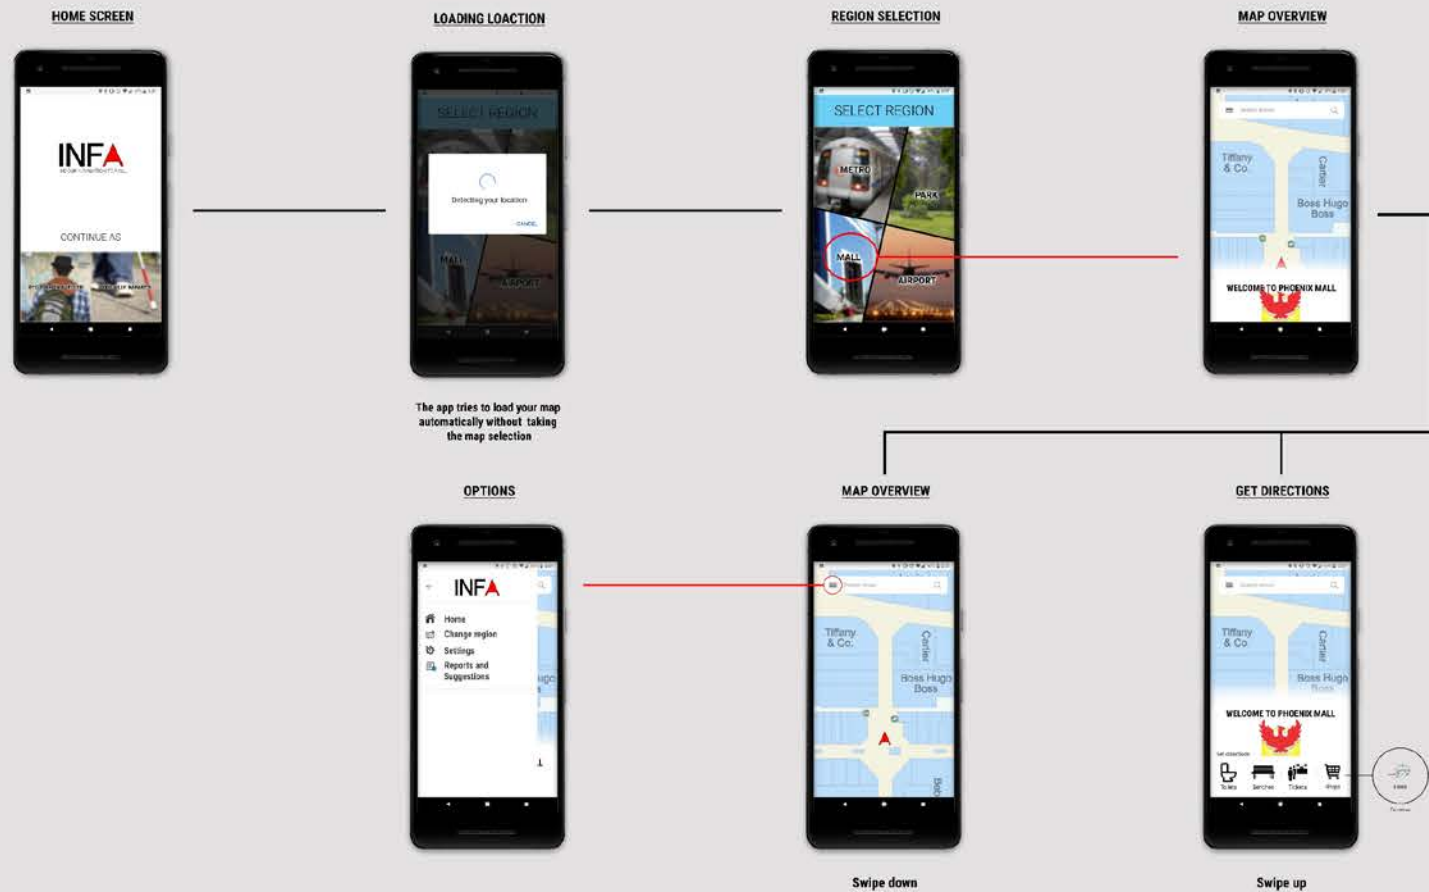 HOME SCREEN
LOADING LOACTION
REGION SELECTION
MAP OVERVIEW
INFA
CONTINUE AS
SELECT REGION
Detecting your location
CANCEL
MALL
AIRPORT
SELECT REGION
METRO
PARK
MALL
AIRPORT
Tiffany
& Co.
Cartier
Boss Hugo
Boss
WELCOME TO PHOENIX MALL
The app tries to load your map
automatically without taking
the map selection
OPTIONS
MAP OVERVIEW
GET DIRECTIONS
INFA
Home
Change region
Settings
Reports and
Suggestions
Tiffany
& Co.
Cartier
Boss Hugo
Boss
Tiffany
& Co
Cartier
Boss Hugo
Boss
WELCOME TO PHOENIX MALL
Get directions
Toilets
Benches
Tickets
Shops
Swipe down
Swipe up